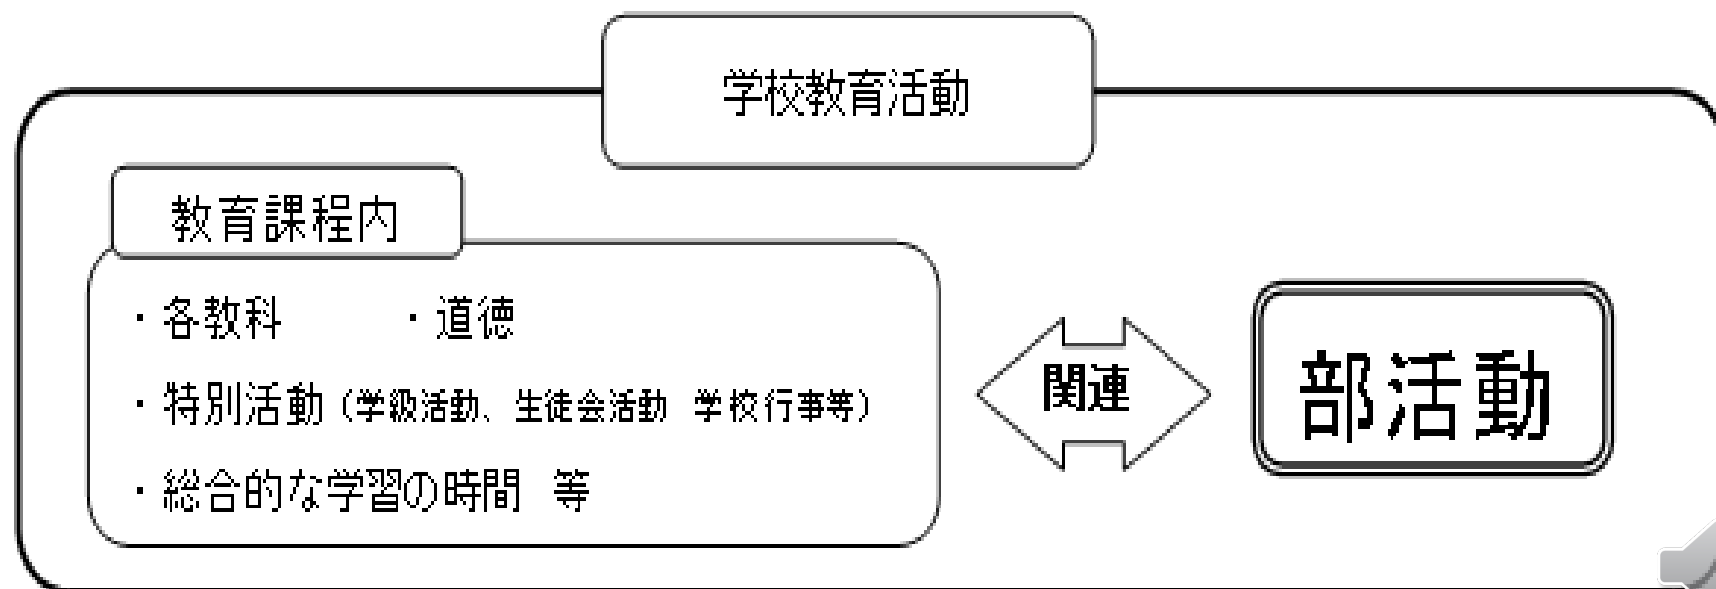 学校教育活動
教育課程内
・各教科　　　・道徳
・特別活動（学級活動、生徒会活動　学校行事等）
・総合的な学習の時間　等
関連
部活動